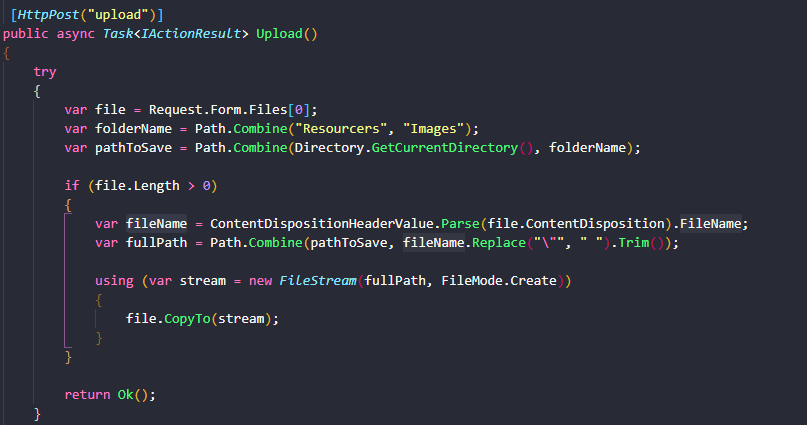 [HttpPost("upload")]
public async Task<IActionResult> Upload()
{
    try
    {
        var file = Request.Form.Files[0];
        var folderName = Path.Combine("Resourcers", "Images");
        var pathToSave = Path.Combine(Directory.GetCurrentDirectory(), folderName);

        if (file.Length > 0)
        {
            var fileName = ContentDispositionHeaderValue.Parse(file.ContentDisposition).FileName;
            var fullPath = Path.Combine(pathToSave, fileName.Replace("\"", " ").Trim());

            using (var stream = new FileStream(fullPath, FileMode.Create))
            {
                file.CopyTo(stream);
            }
        }

        return Ok();
    }